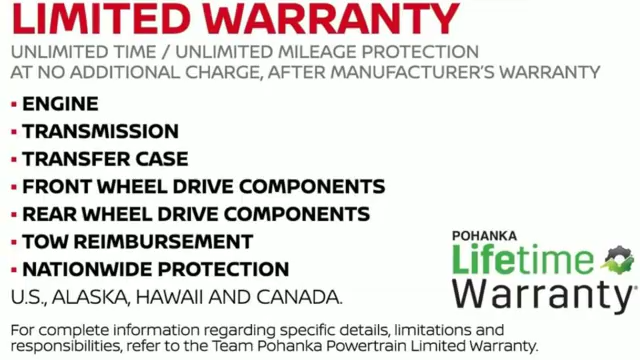 LIMITED WARRANTY
UNLIMITED TIME / UNLIMITED MILEAGE PROTECTION
AT NO ADDITIONAL CHARGE, AFTER MANUFACTURER'S WARRANTY
▪ ENGINE
▪ TRANSMISSION
▪ TRANSFER CASE
▪ FRONT WHEEL DRIVE COMPONENTS
▪ REAR WHEEL DRIVE COMPONENTS
▪ TOW REIMBURSEMENT
▪ NATIONWIDE PROTECTION
U.S., ALASKA, HAWAII AND CANADA.
POHANKA
Lifetime
Warranty®
For complete information regarding specific details, limitations and
responsibilities, refer to the Team Pohanka Powertrain Limited Warranty.